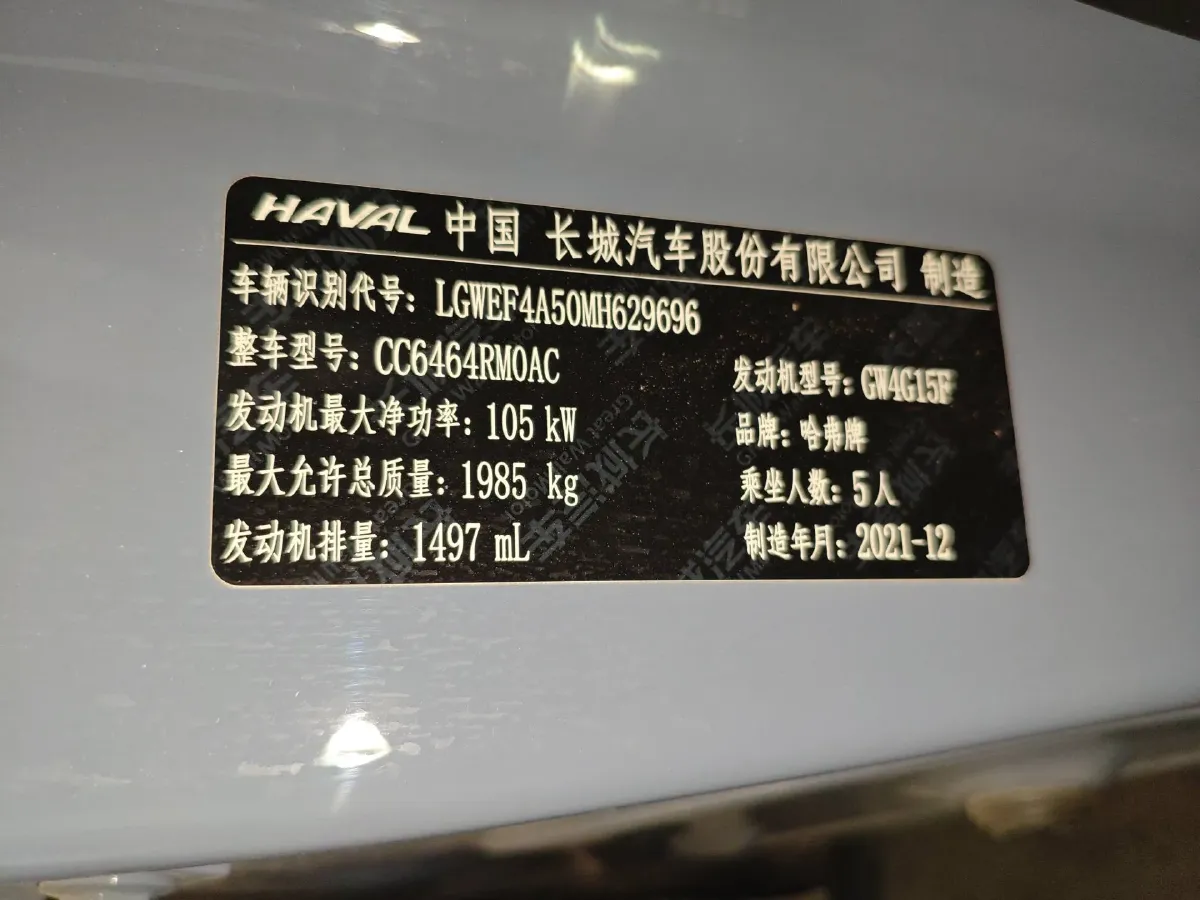 HAVAL 中国 长城汽车股份有限公司 制造
车辆识别代号：LGWEF4A50MH629696
整车型号：CC6464RM0AC 发动机型号：GW4G15F
发动机最大净功率：105 kW 品牌：哈弗牌
最大允许总质量：1985 kg 乘坐人数：5人
发动机排量：1497 mL 制造年月：2021-12